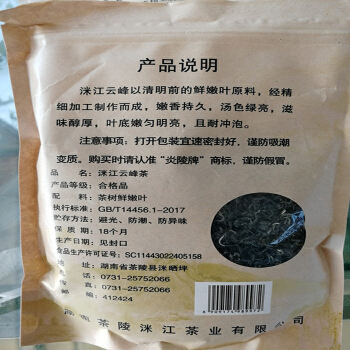 产品说明
洣江云峰以清明前的鲜嫩叶原料，经精
细加工制作而成，嫩香持久，汤色绿亮，滋
味醇厚，叶底嫩匀明亮，且耐冲泡。
注意事项：打开包装宜速密封好，谨防吸潮
变质。购买时请认准“炎陵牌”商标，谨防假冒。
品名：洣江云峰茶
产品等级：合格品
配料：茶树鲜嫩叶
执行标准：GB/T14456.1-2017
贮存方法：避光、防潮、防异味
保质期：18个月
生产日期：见封口
食品生产许可证号：SC11443022405158
地址：湖南省茶陵县洣晒坪
电话：0731-25752066
传真：0731-25752066
邮编：412424
湖南茶陵洣江茶业有限公司